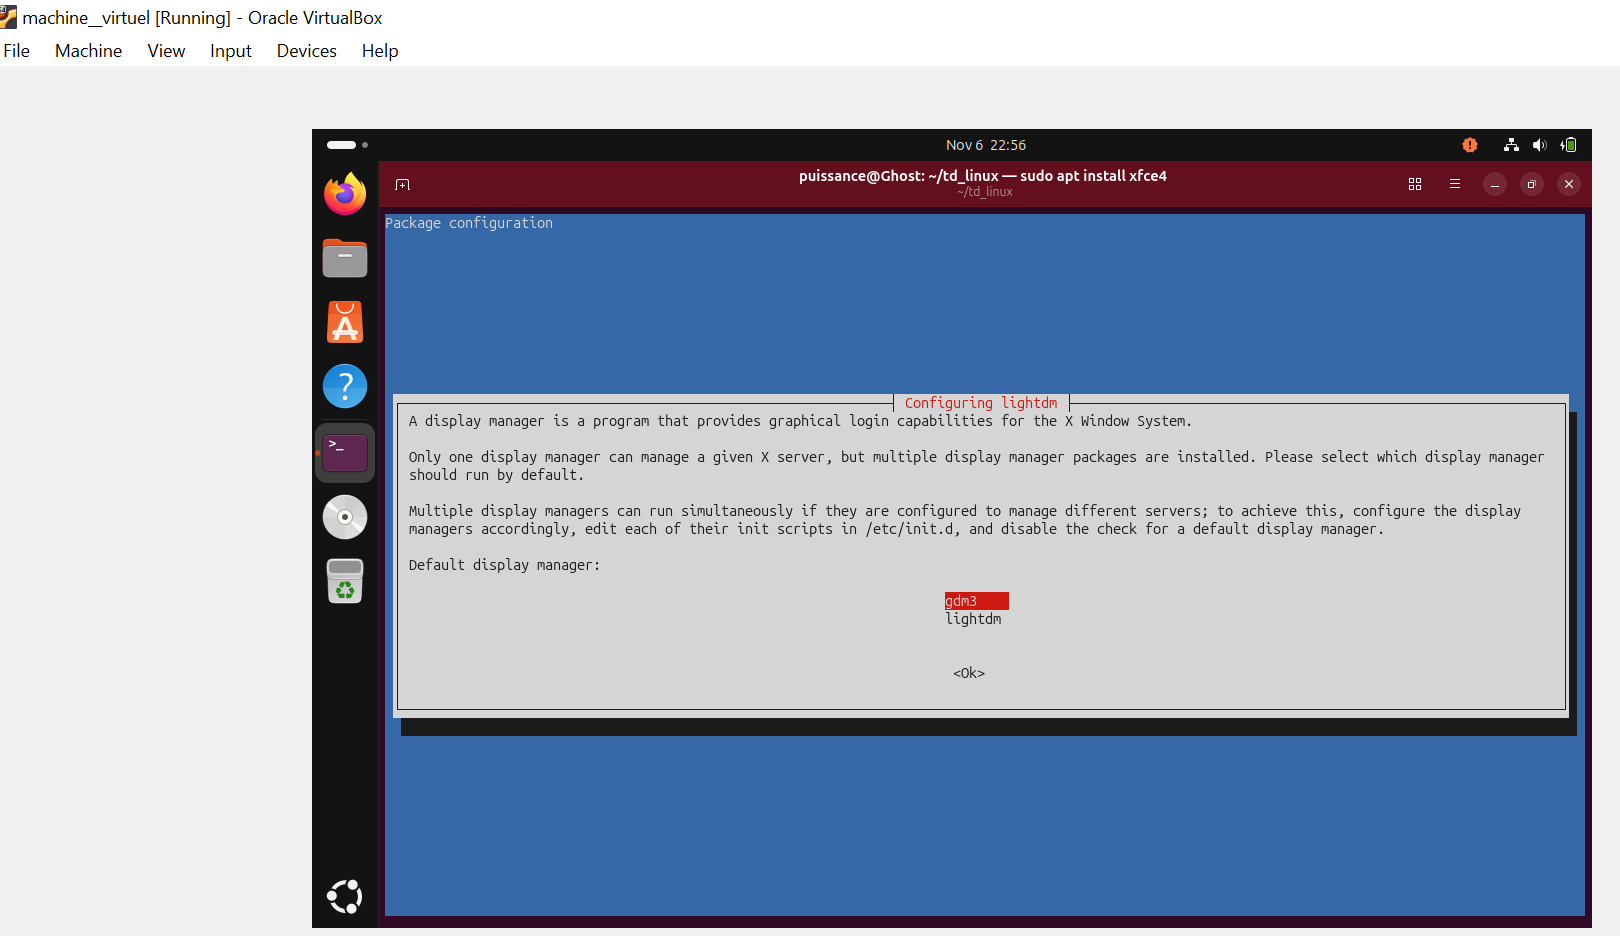 machine__virtuel [Running] - Oracle VirtualBox
File Machine View Input Devices Help
Nov 6 22:56
puissance@Ghost: ~/td_linux — sudo apt install xfce4
~/td_linux
Package configuration
Configuring lightdm
A display manager is a program that provides graphical login capabilities for the X Window System.
Only one display manager can manage a given X server, but multiple display manager packages are installed. Please select which display manager
should run by default.
Multiple display managers can run simultaneously if they are configured to manage different servers; to achieve this, configure the display
managers accordingly, edit each of their init scripts in /etc/init.d, and disable the check for a default display manager.
Default display manager:
gdm3
lightdm
<Ok>